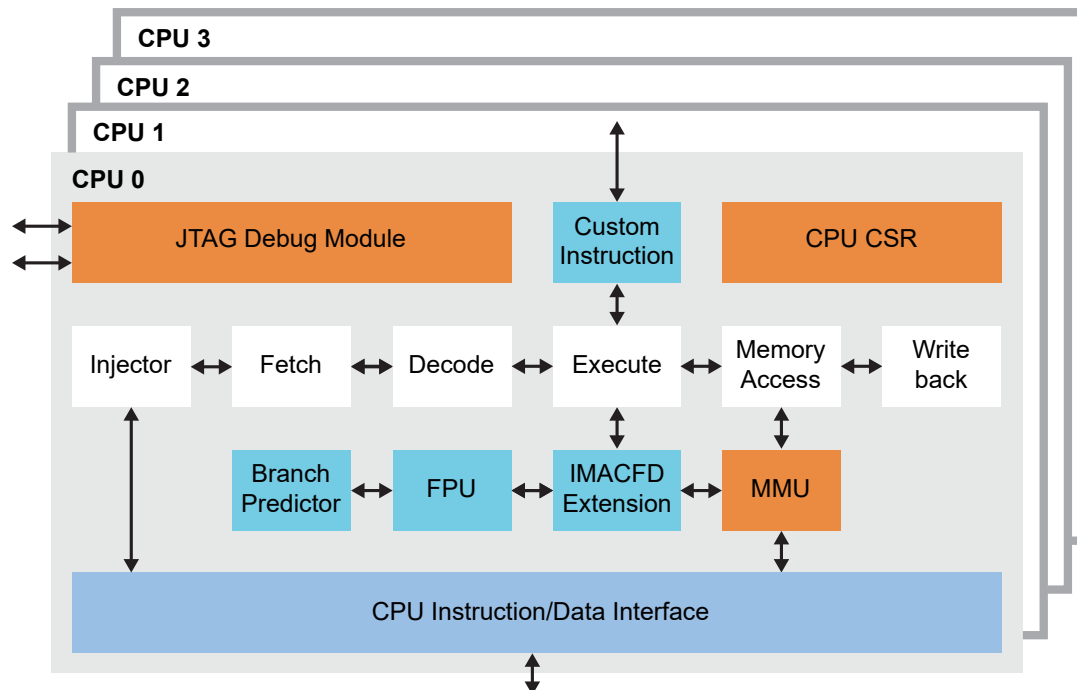 CPU 3
CPU 2
CPU 1
CPU 0
JTAG Debug Module
Custom
Instruction
CPU CSR
Injector
Fetch
Decode
Execute
Memory
Access
Write
back
Branch
Predictor
FPU
IMACFD
Extension
MMU
CPU Instruction/Data Interface